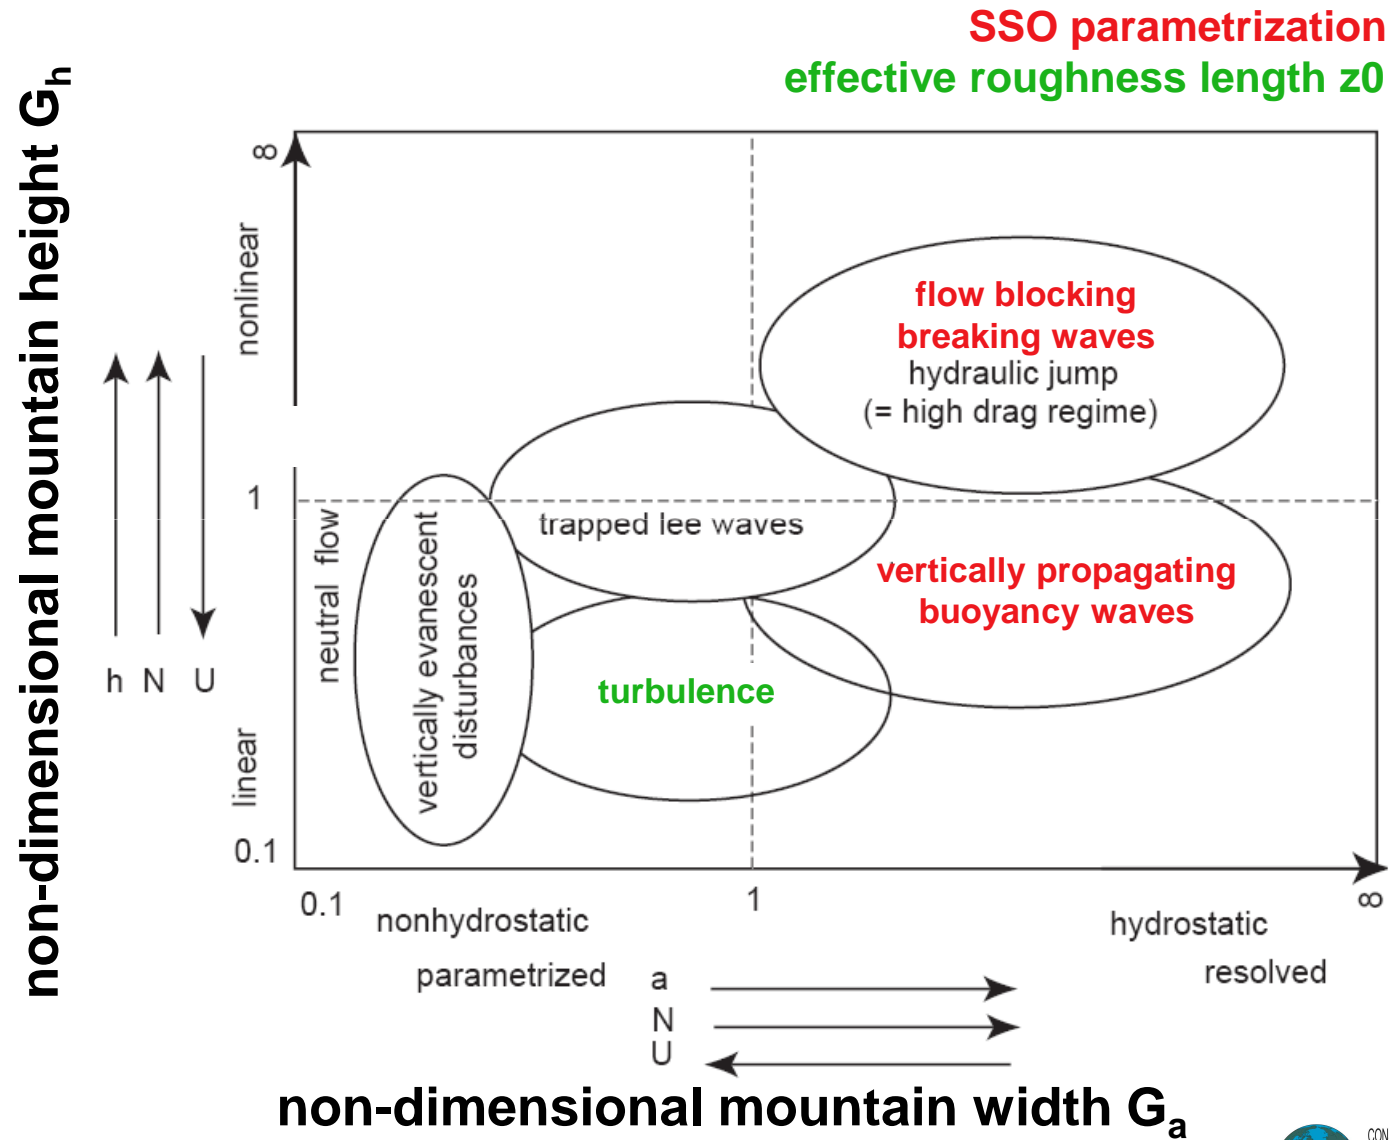 SSO parametrization
effective roughness length z0
non-dimensional mountain height Gh
∞
nonlinear
1
linear
0.1
h N U
flow blocking
breaking waves
hydraulic jump
(= high drag regime)
trapped lee waves
neutral flow
vertically evanescent
disturbances
vertically propagating
buoyancy waves
turbulence
0.1
1
∞
nonhydrostatic
hydrostatic
parametrized
resolved
a
N
U
non-dimensional mountain width Ga
CON